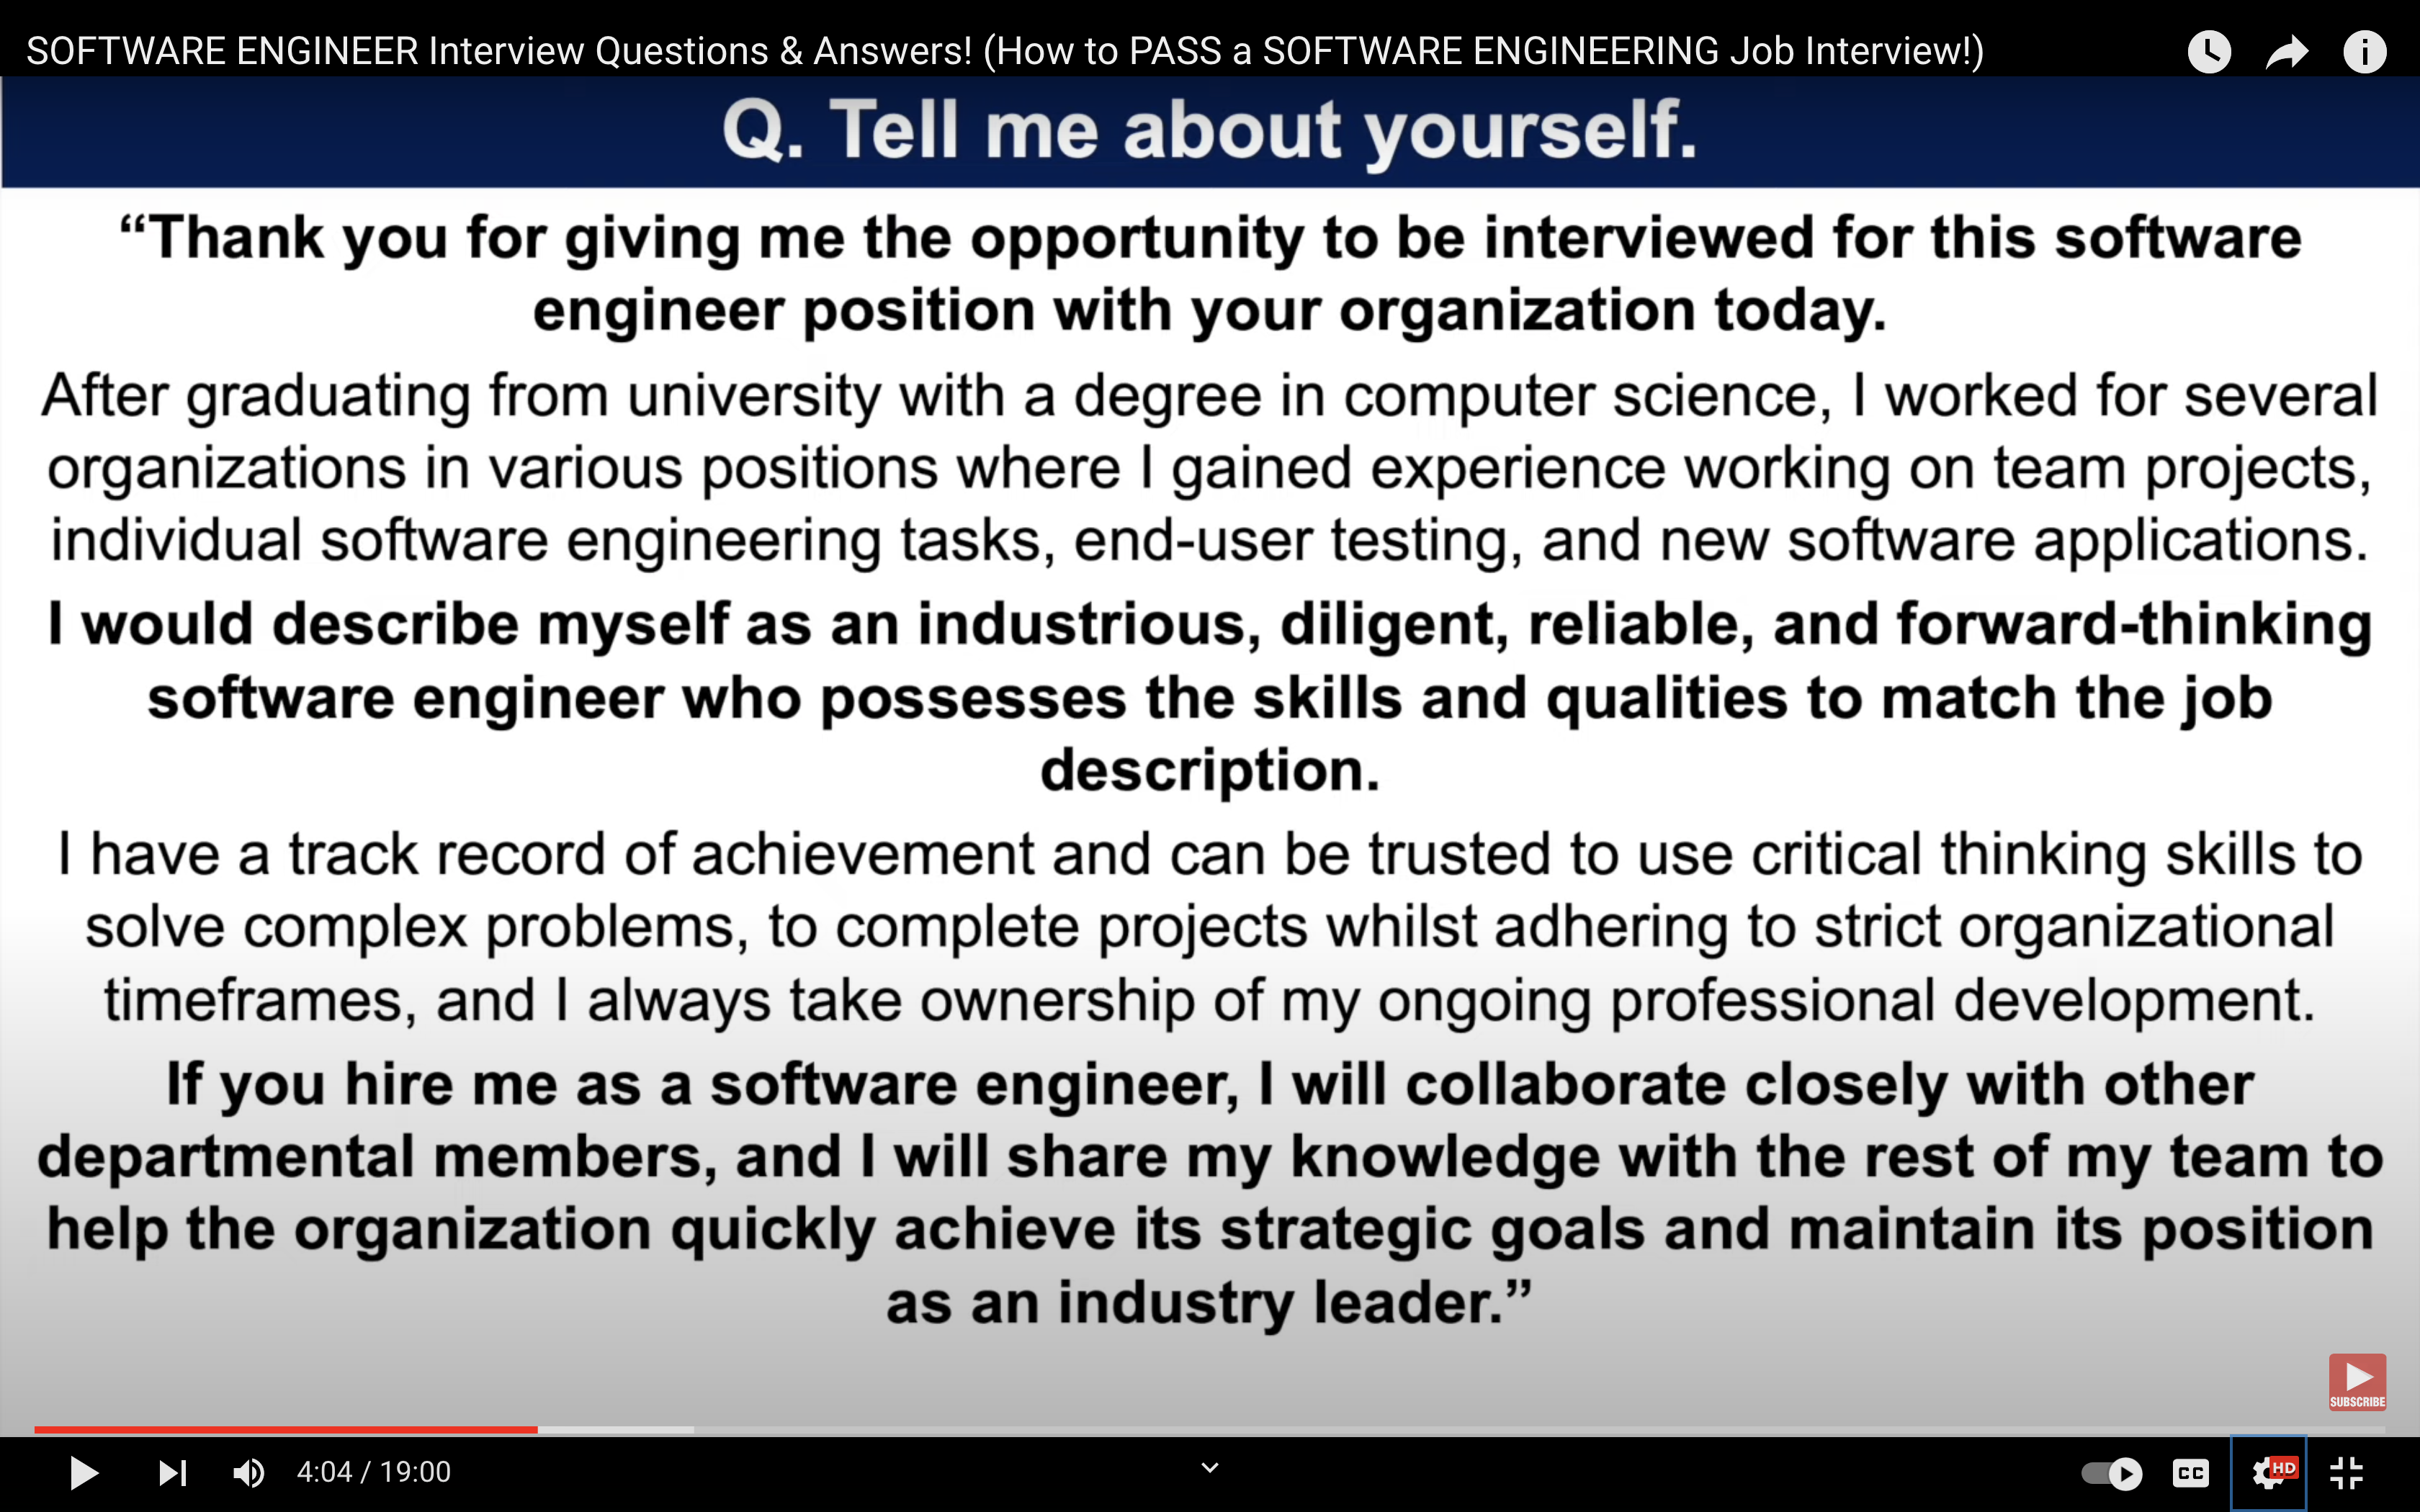 SOFTWARE ENGINEER Interview Questions & Answers! (How to PASS a SOFTWARE ENGINEERING Job Interview!)
Q. Tell me about yourself.
“Thank you for giving me the opportunity to be interviewed for this software
engineer position with your organization today.
After graduating from university with a degree in computer science, I worked for several
organizations in various positions where I gained experience working on team projects,
individual software engineering tasks, end-user testing, and new software applications.
I would describe myself as an industrious, diligent, reliable, and forward-thinking
software engineer who possesses the skills and qualities to match the job
description.
I have a track record of achievement and can be trusted to use critical thinking skills to
solve complex problems, to complete projects whilst adhering to strict organizational
timeframes, and I always take ownership of my ongoing professional development.
If you hire me as a software engineer, I will collaborate closely with other
departmental members, and I will share my knowledge with the rest of my team to
help the organization quickly achieve its strategic goals and maintain its position
as an industry leader.”
SUBSCRIBE
4:04 / 19:00
CC
HD